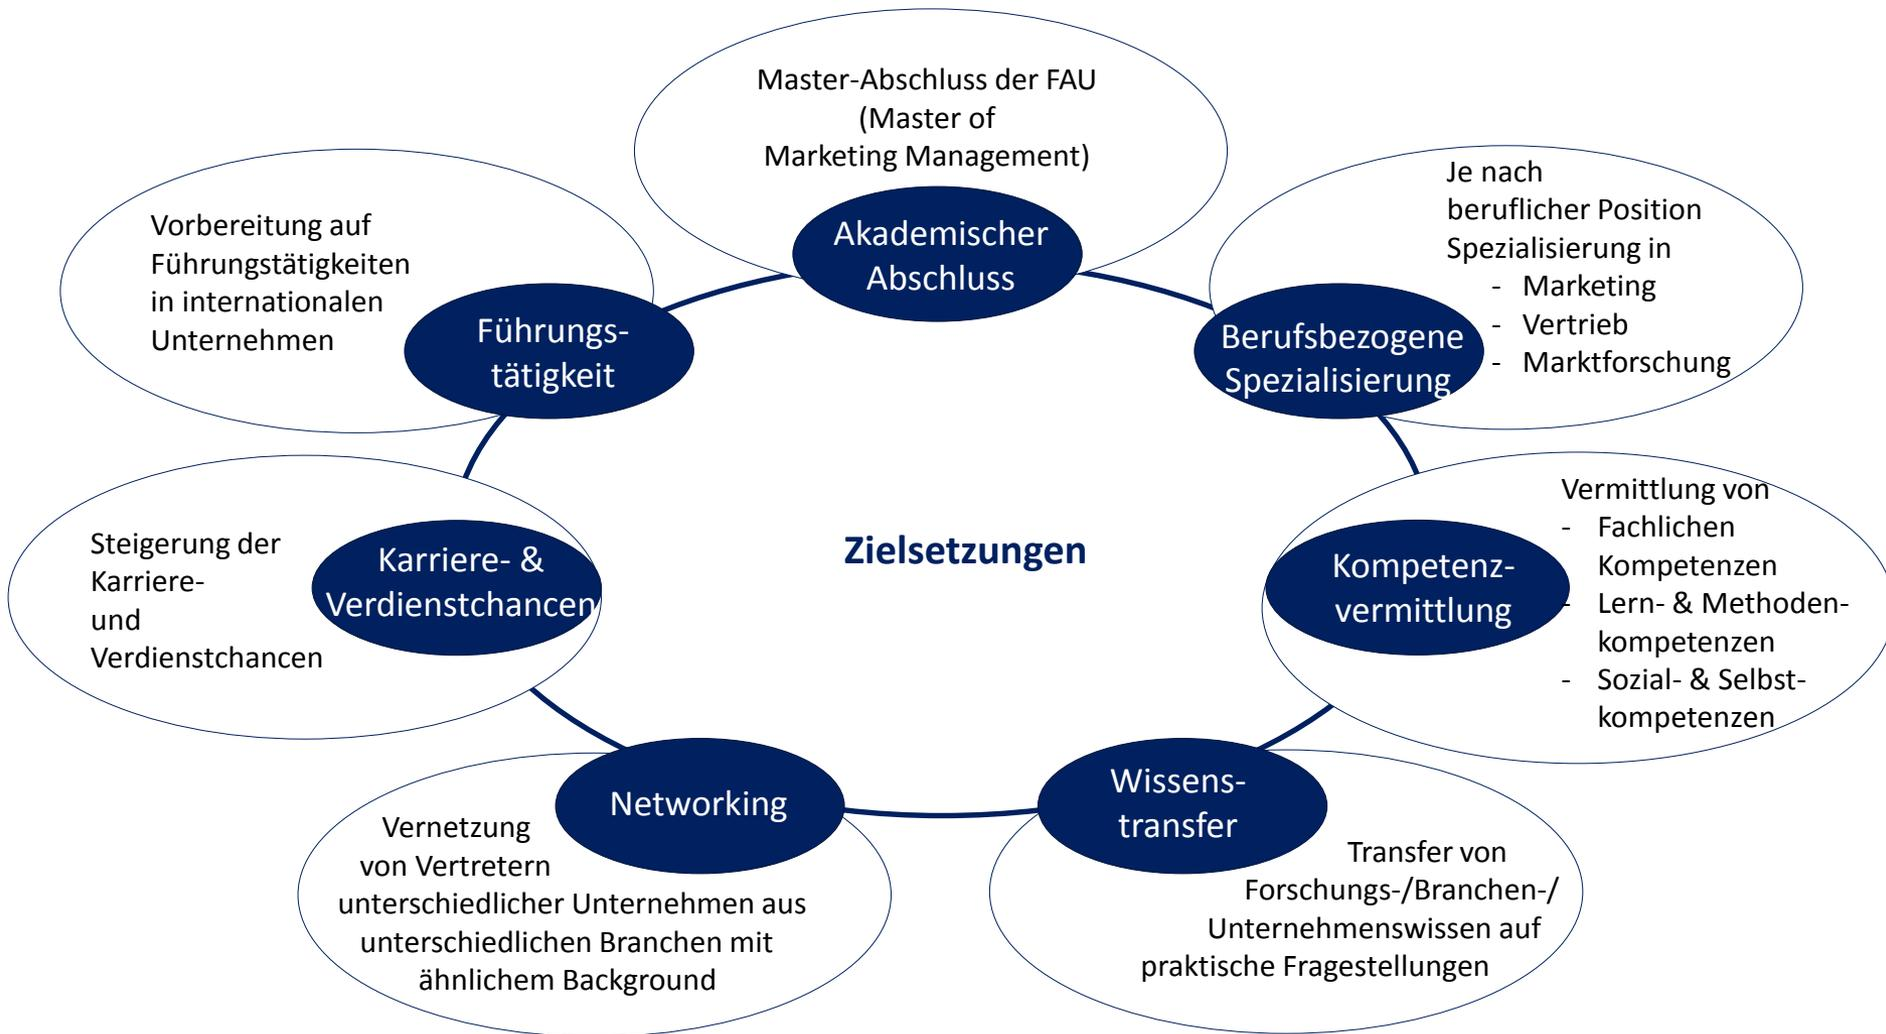 Master-Abschluss der FAU
(Master of
Marketing Management)
Akademischer
Abschluss
Je nach
beruflicher Position
Spezialisierung in
- Marketing
- Vertrieb
- Marktforschung
Berufsbezogene
Spezialisierung
Vermittlung von
- Fachlichen
Kompetenzen
- Lern- & Methoden-
kompetenzen
- Sozial- & Selbst-
kompetenzen
Kompetenz-
vermittlung
Wissens-
transfer
Transfer von
Forschungs-/Branchen-/
Unternehmenswissen auf
praktische Fragestellungen
Networking
Vernetzung
von Vertretern
unterschiedlicher Unternehmen aus
unterschiedlichen Branchen mit
ähnlichem Background
Karriere- &
Verdienstchancen
Steigerung der
Karriere-
und
Verdienstchancen
Führungs-
tätigkeit
Vorbereitung auf
Führungstätigkeiten
in internationalen
Unternehmen
Zielsetzungen